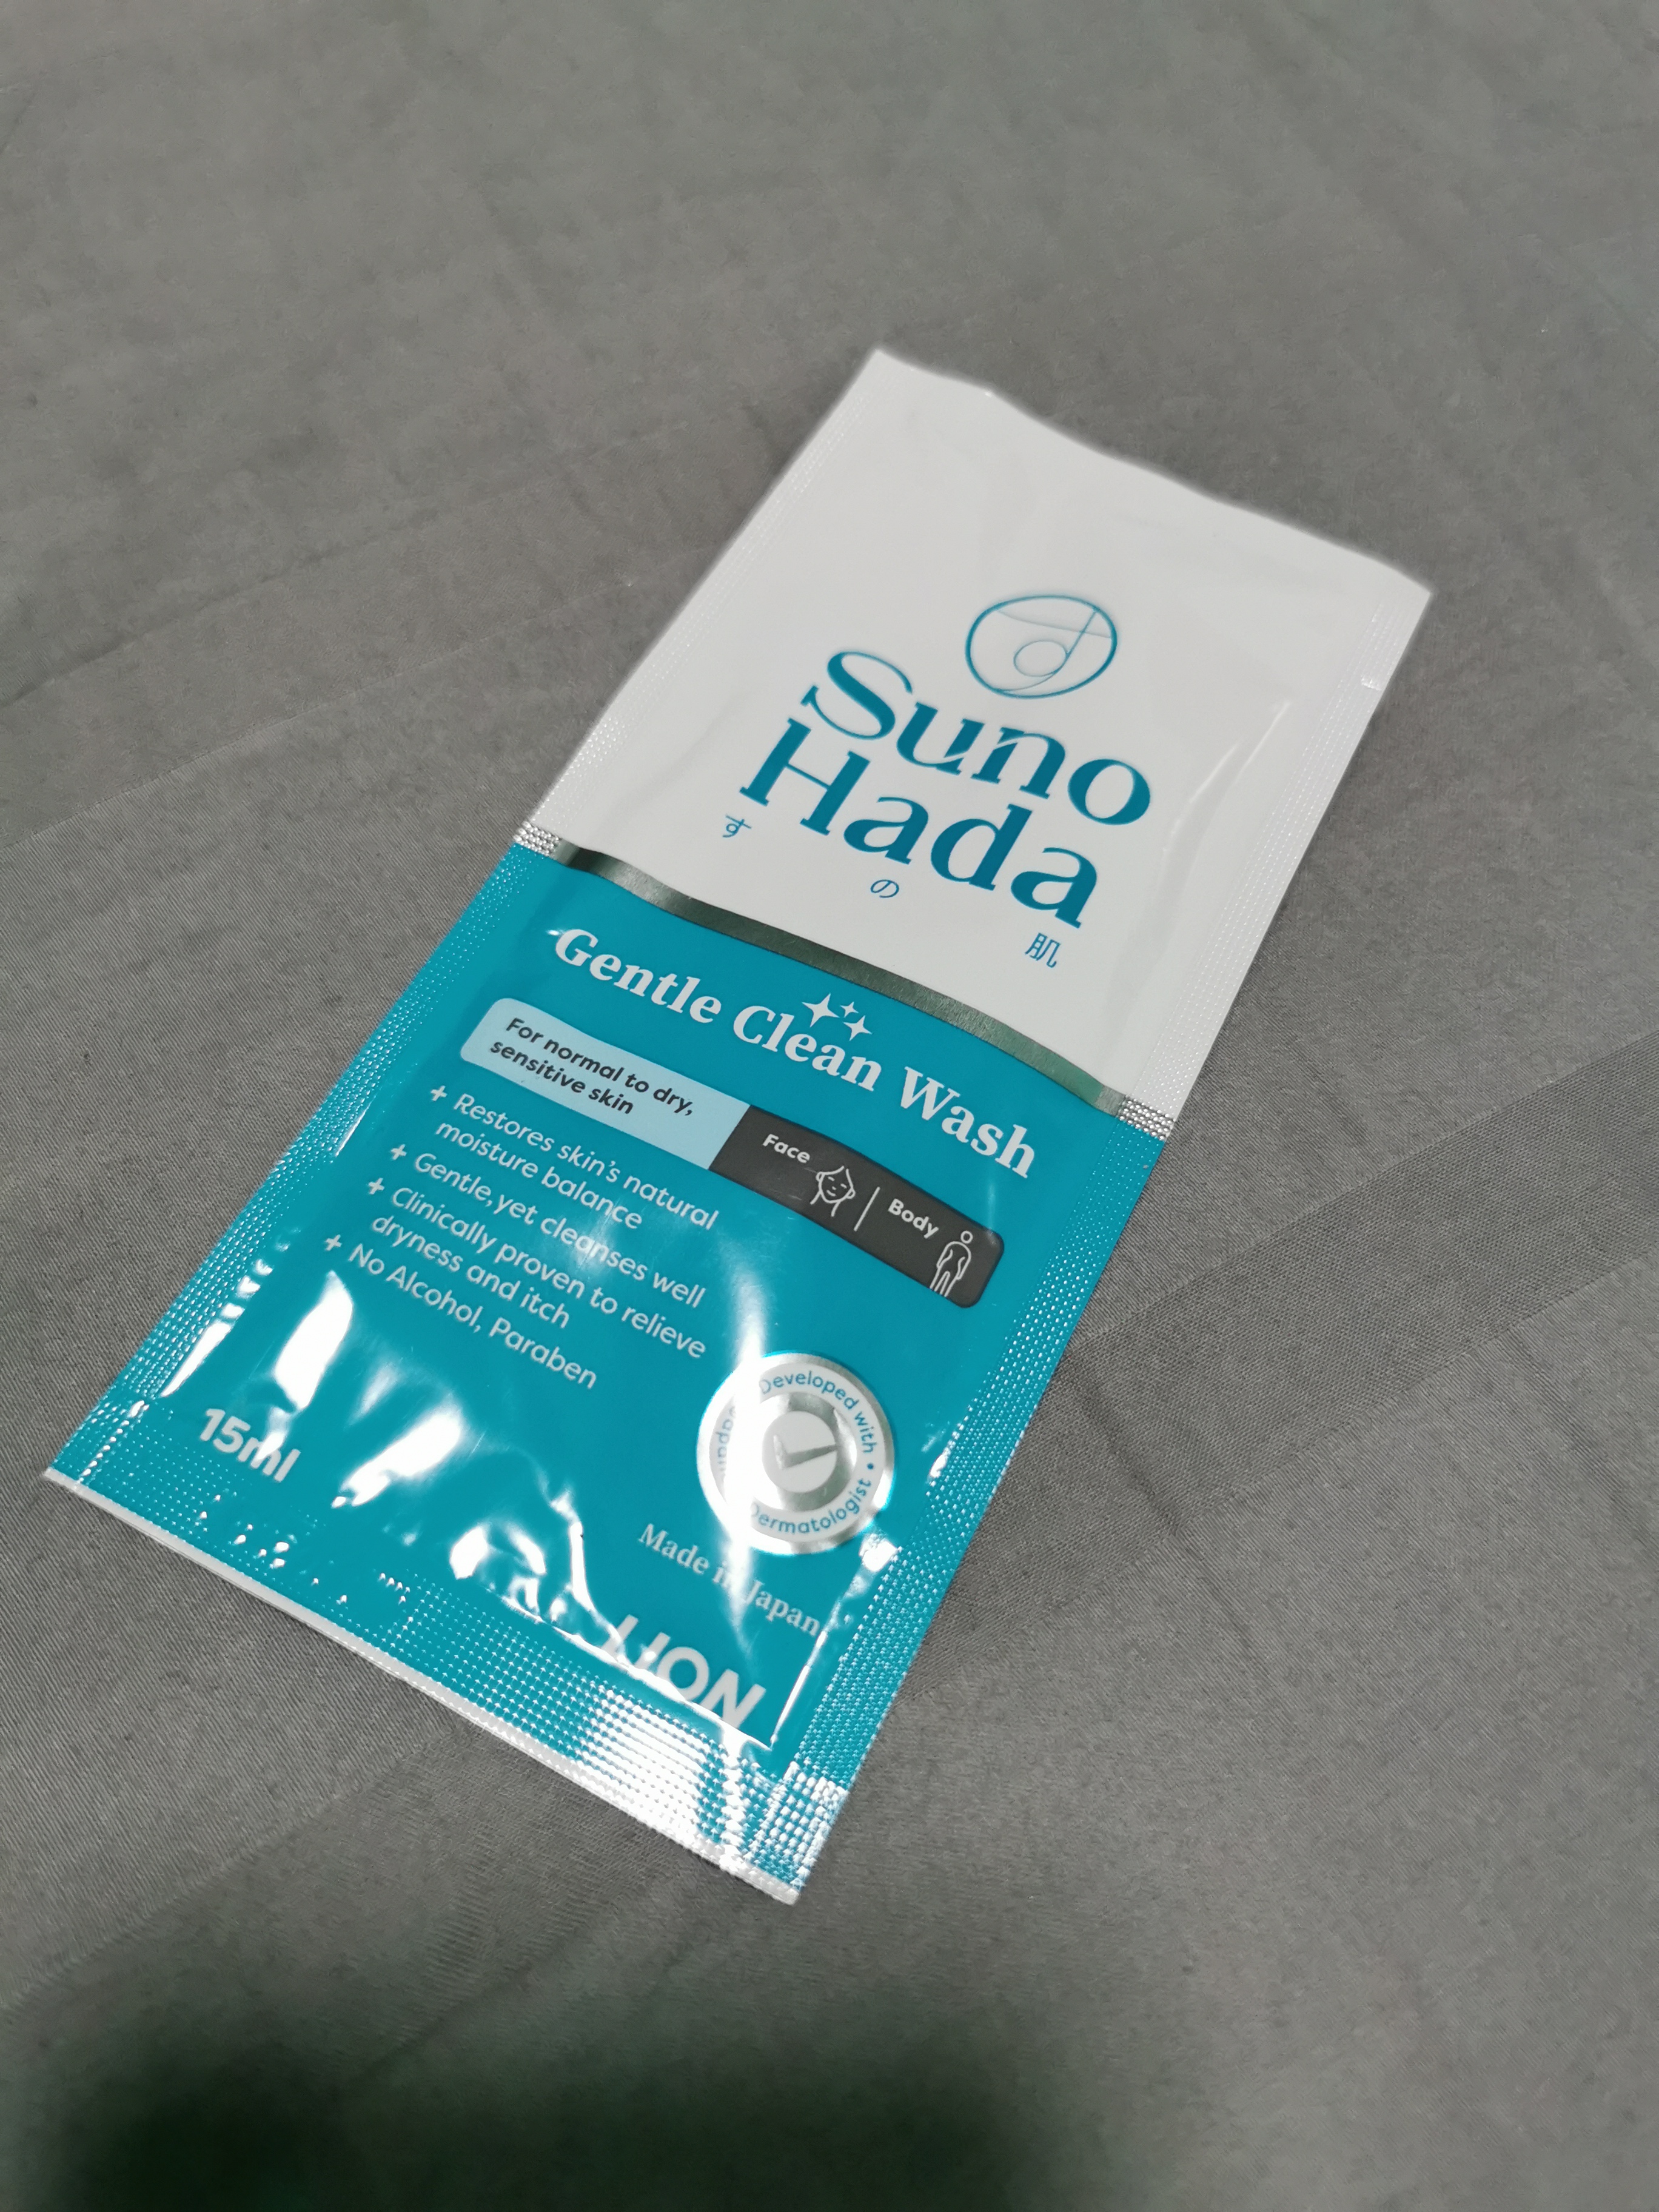 Suno
Hada
す の 肌
Gentle Clean Wash
For normal to dry,
sensitive skin
Face
Body
+ Restores skin's natural
moisture balance
+ Gentle, yet cleanses well
+ Clinically proven to relieve
dryness and itch
+ No Alcohol, Paraben
Developed with •
Dermatologist
15ml
Made in Japan
LION